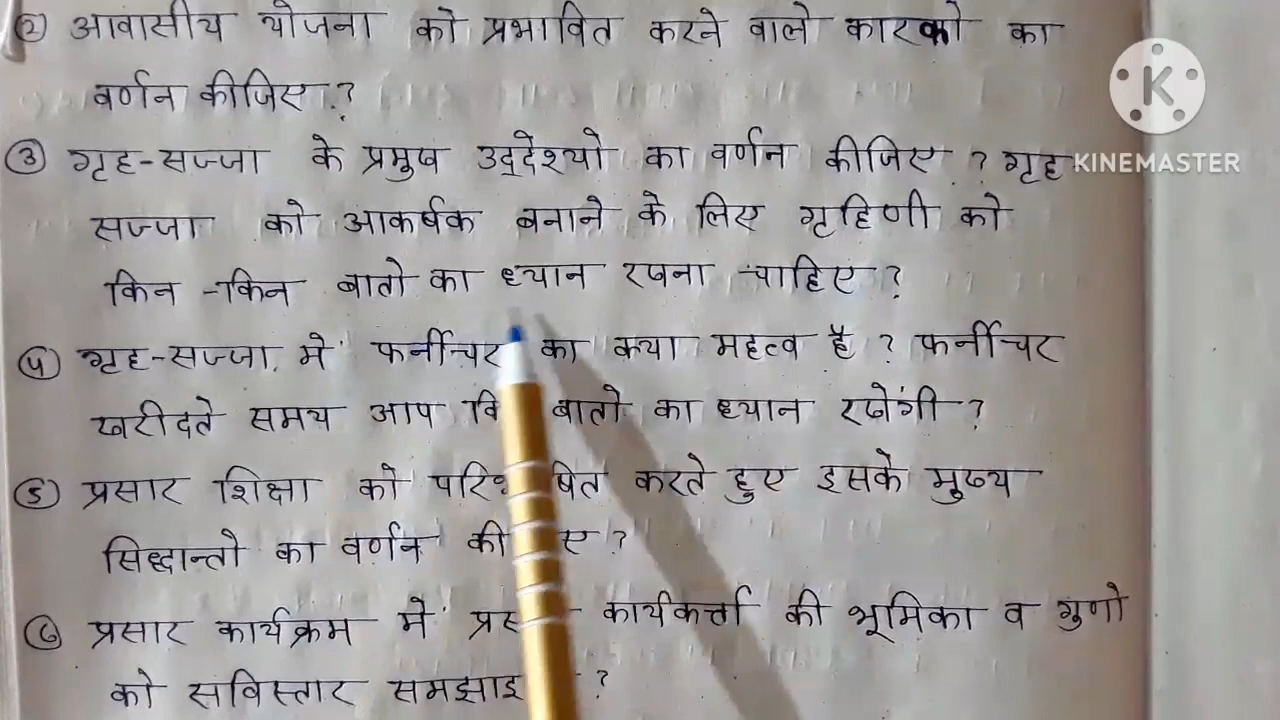 ② आवासीय योजना को प्रभावित करने वाले कारको का
वर्णन कीजिए ?
③ गृह-सज्जा के प्रमुख उद्देश्यो का वर्णन कीजिए ? गृह
सज्जा को आकर्षक बनाने के लिए गृहिणी को
किन-किन बातो का ध्यान रखना चाहिए ?
④ गृह-सज्जा में फर्नीचर का क्या महत्व है ? फर्नीचर
खरीदते समय आप बातो का ध्यान रखेंगी ?
⑤ प्रसार शिक्षा को करते हुए इसके मुख्य
सिद्धान्तो का वर्णन ?
⑥ प्रसार कार्यक्रम में कार्यकर्त्ता की भूमिका व गुणो
को सविस्तार ?
KINEMASTER